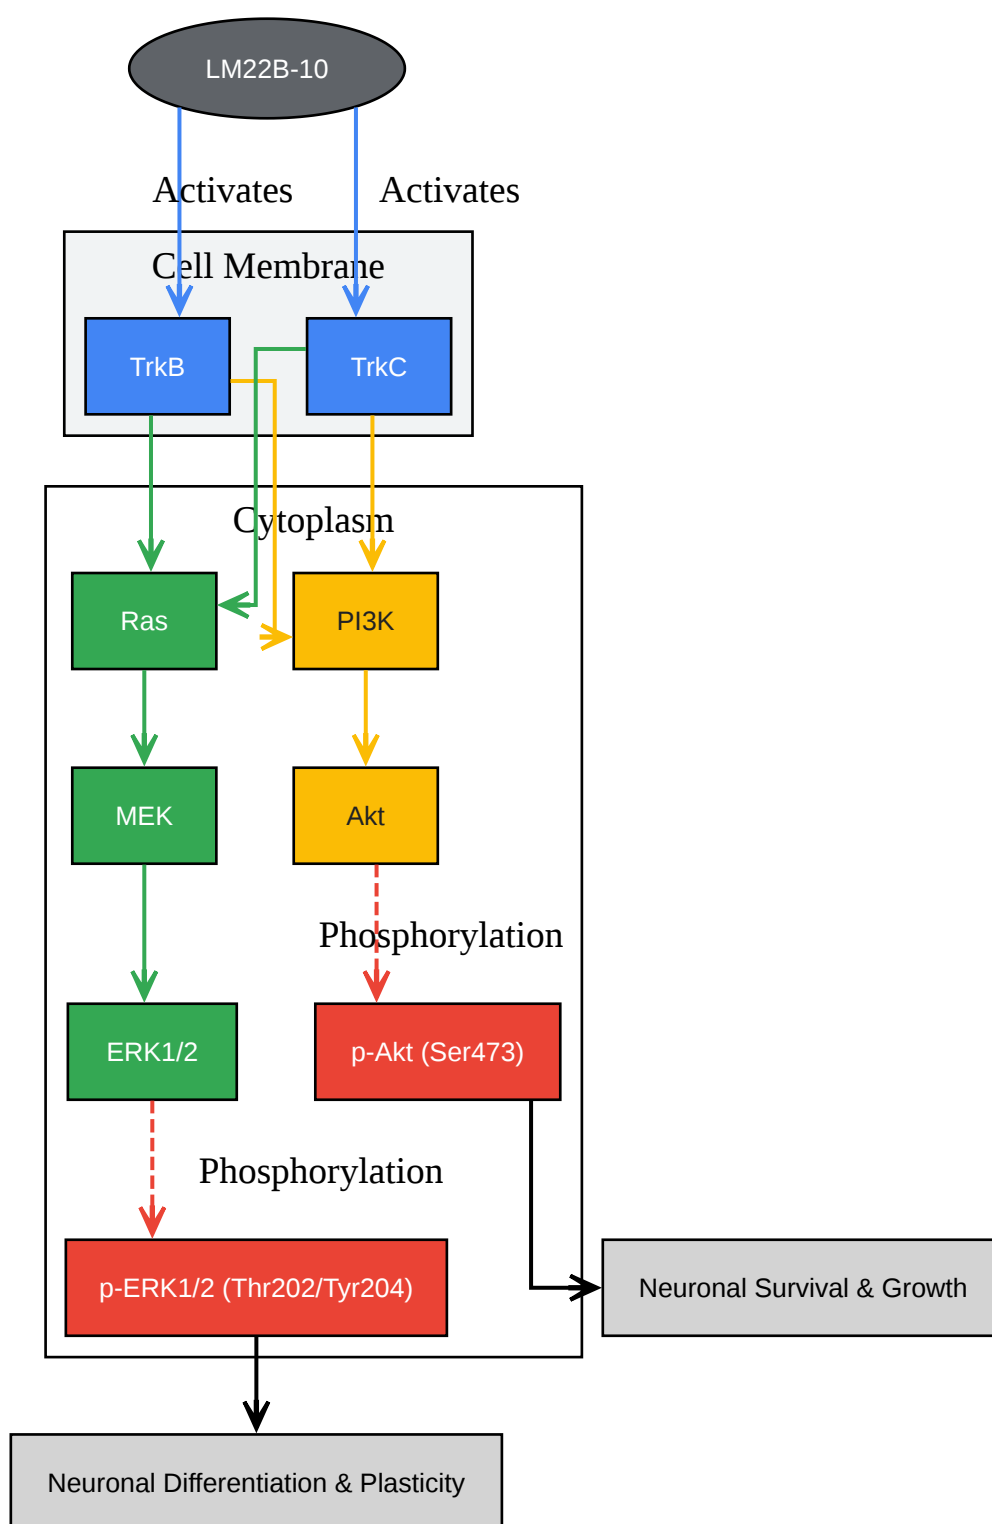 LM22B-10
Activates
Activates
Cell Membrane
TrkB
TrkC
Cytoplasm
Ras
PI3K
MEK
Akt
Phosphorylation
ERK1/2
p-Akt (Ser473)
Phosphorylation
p-ERK1/2 (Thr202/Tyr204)
Neuronal Survival & Growth
Neuronal Differentiation & Plasticity